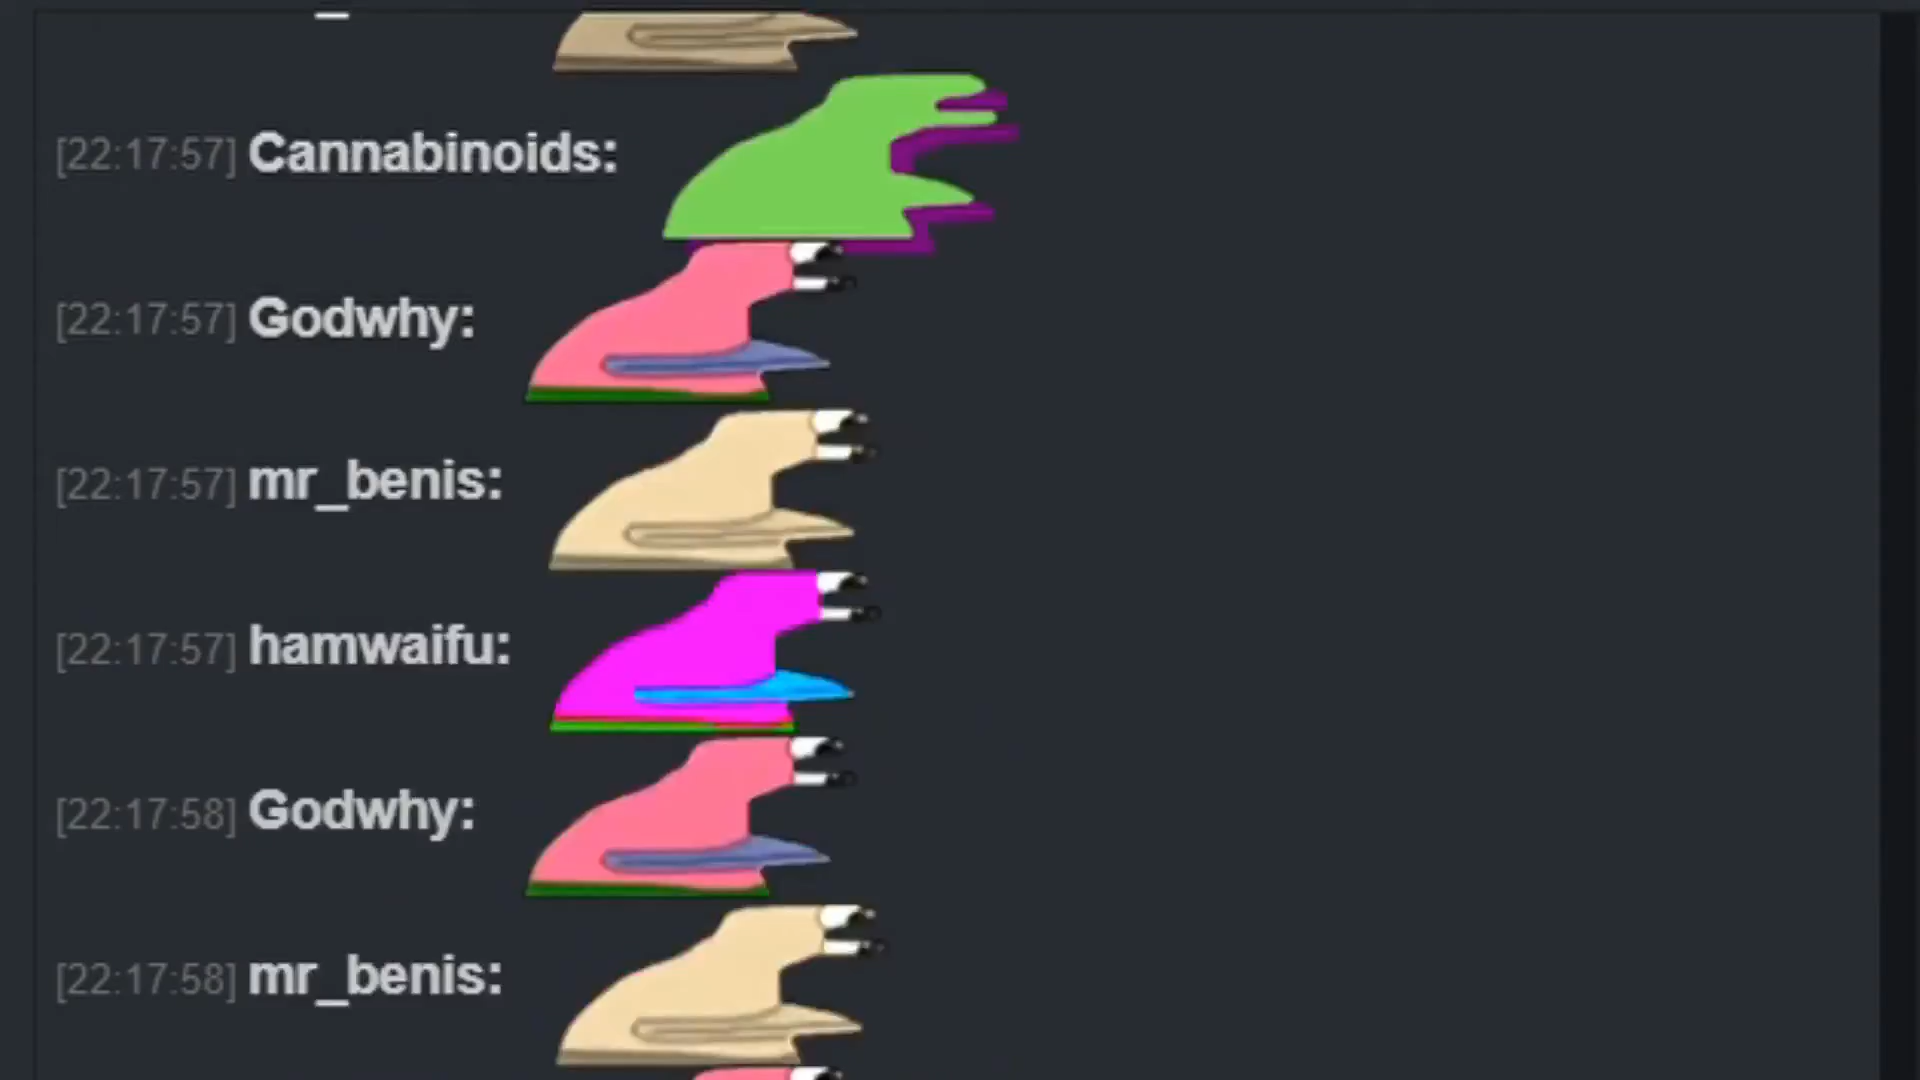 [22:17:57] Cannabinoids:
[22:17:57] Godwhy:
[22:17:57] mr_benis:
[22:17:57] hamwaifu:
[22:17:58] Godwhy:
[22:17:58] mr_benis: